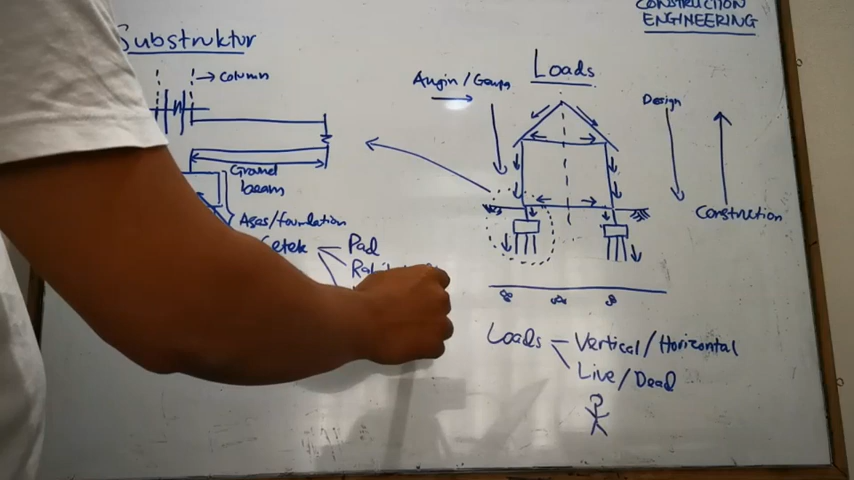 CONSTRUCTION
ENGINEERING
Substruktur
column
Ground
beam
Asas/foundation
Cetek
Pad
Loads
Angin/Gempa
Design
Construction
Loads
Vertical/Horizontal
Live/Dead